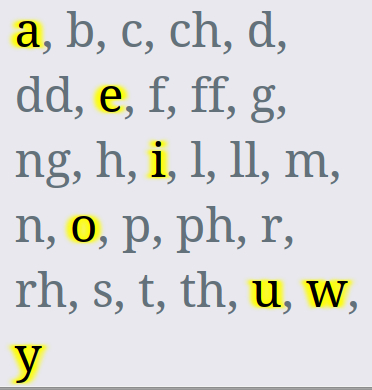 a, b, c, ch, d,
dd, e, f, ff, g,
ng, h, i, l, ll, m,
n, o, p, ph, r,
rh, s, t, th, u, w,
y